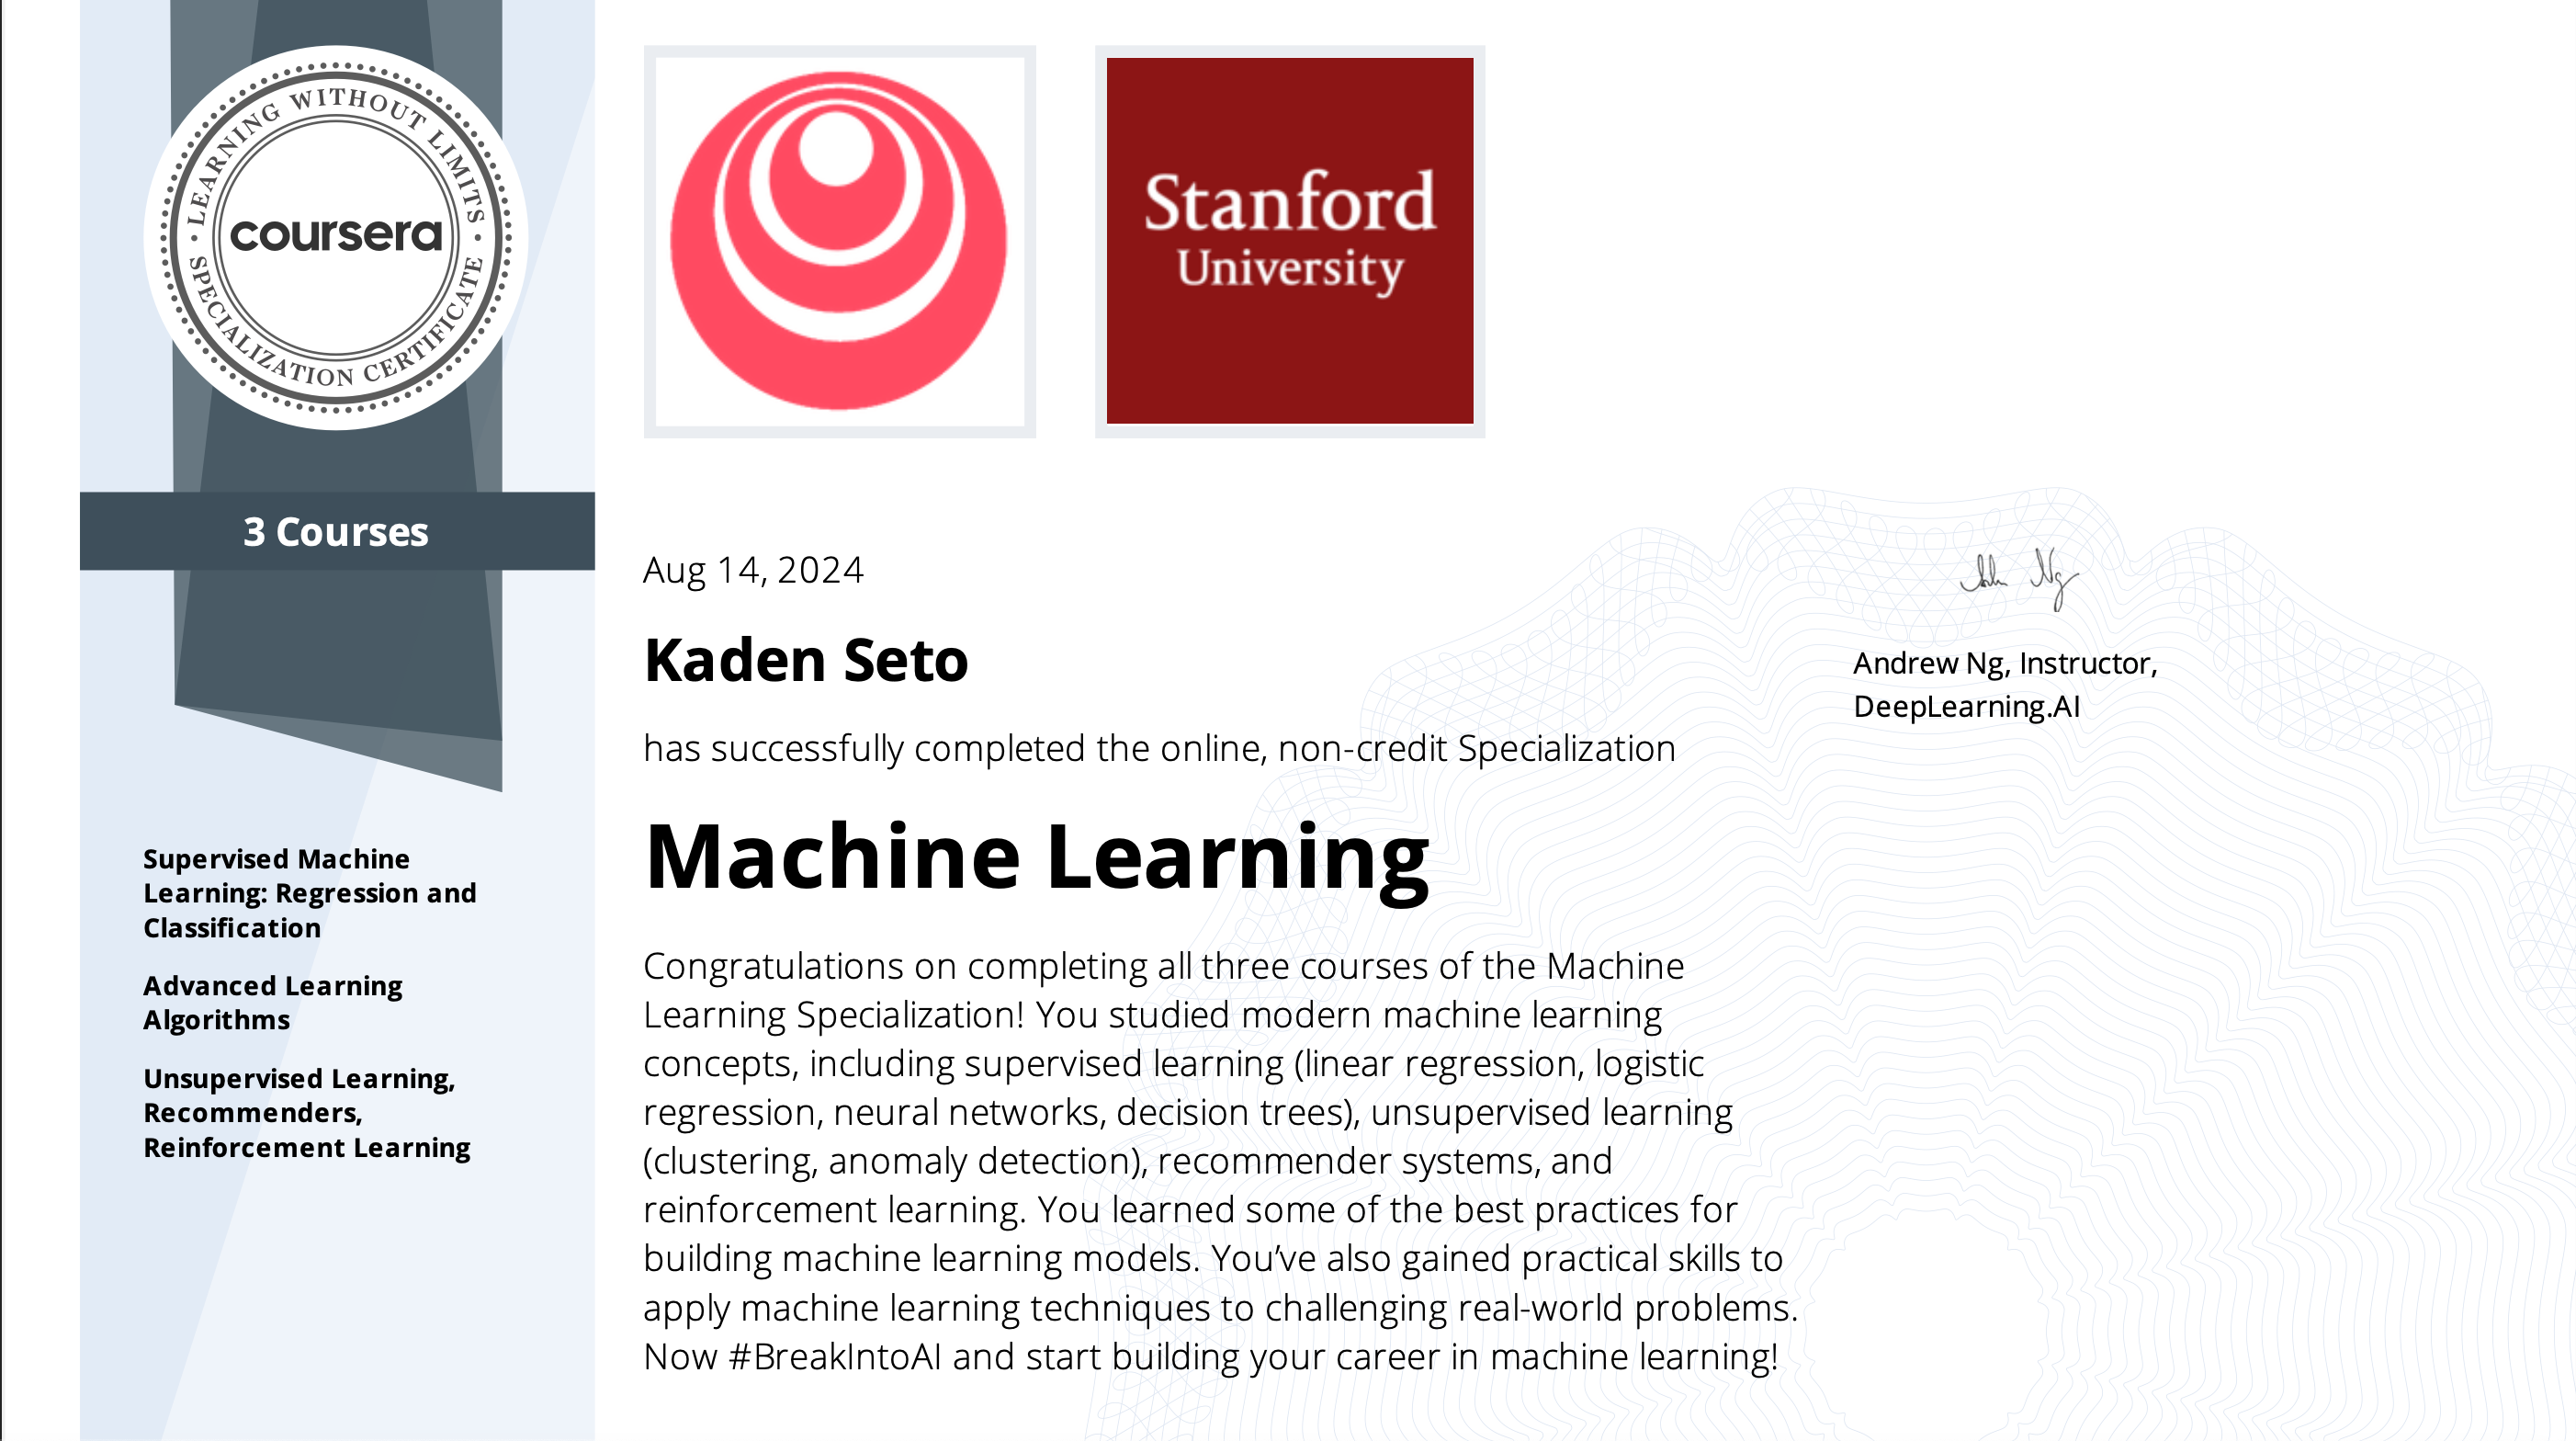 LEARNING WITHOUT LIMITS
coursera
SPECIALIZATION CERTIFICATE
3 Courses
Supervised Machine
Learning: Regression and
Classification
Advanced Learning
Algorithms
Unsupervised Learning,
Recommenders,
Reinforcement Learning
Stanford
University
Aug 14, 2024
Kaden Seto
has successfully completed the online, non-credit Specialization
Machine Learning
Congratulations on completing all three courses of the Machine
Learning Specialization! You studied modern machine learning
concepts, including supervised learning (linear regression, logistic
regression, neural networks, decision trees), unsupervised learning
(clustering, anomaly detection), recommender systems, and
reinforcement learning. You learned some of the best practices for
building machine learning models. You’ve also gained practical skills to
apply machine learning techniques to challenging real-world problems.
Now #BreakIntoAI and start building your career in machine learning!
Andrew Ng, Instructor,
DeepLearning.AI